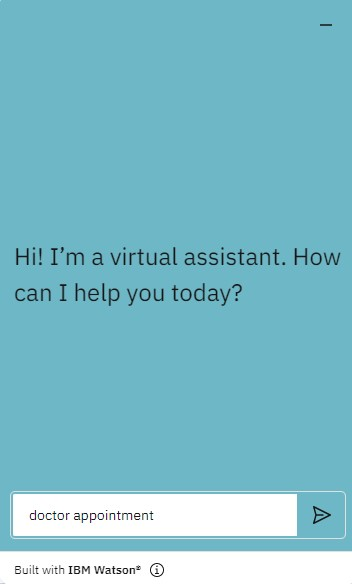 Hi! I’m a virtual assistant. How
can I help you today?
doctor appointment
Built with IBM Watson®